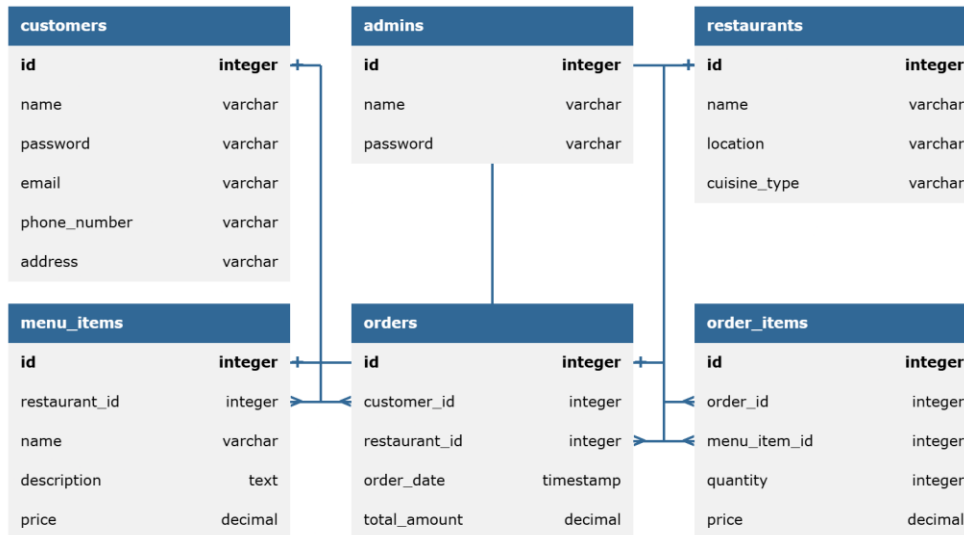 customers
id integer
name varchar
password varchar
email varchar
phone_number varchar
address varchar
admins
id integer
name varchar
password varchar
restaurants
id integer
name varchar
location varchar
cuisine_type varchar
menu_items
id integer
restaurant_id integer
name varchar
description text
price decimal
orders
id integer
customer_id integer
restaurant_id integer
order_date timestamp
total_amount decimal
order_items
id integer
order_id integer
menu_item_id integer
quantity integer
price decimal